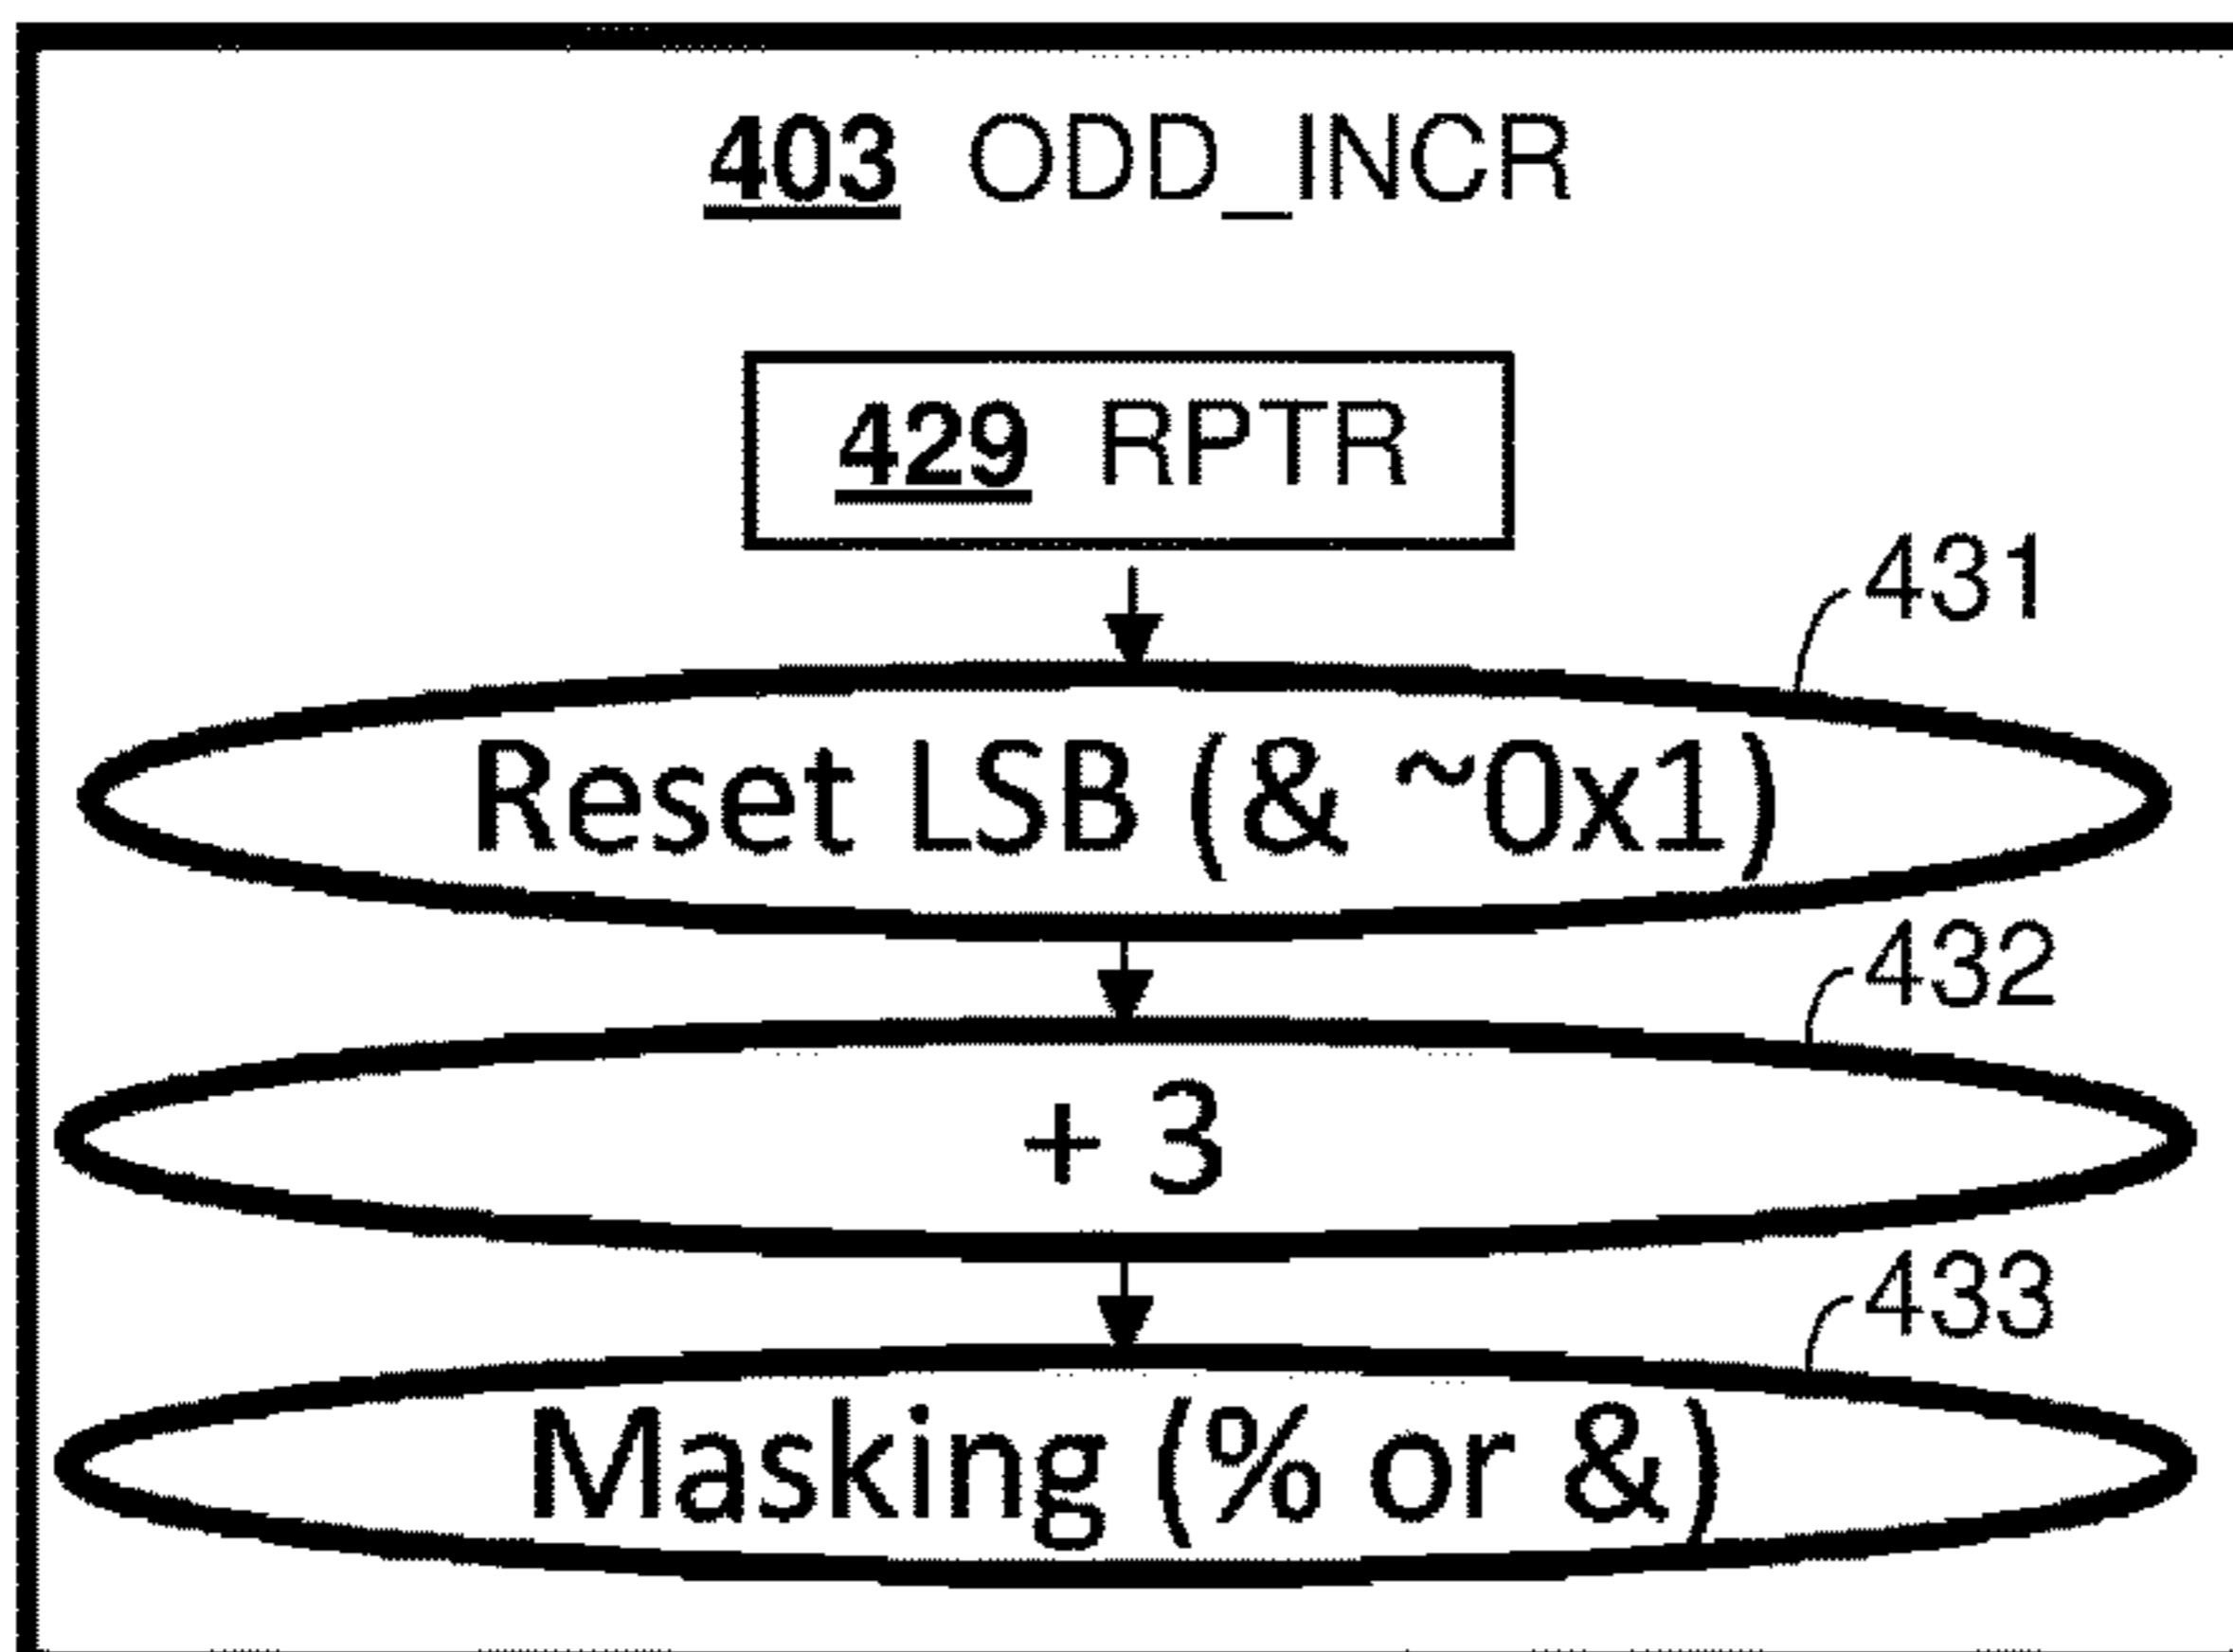 403 ODD_INCR
429 RPTR
431
Reset LSB (& ~0x1)
432
+ 3
433
Masking (% or &)